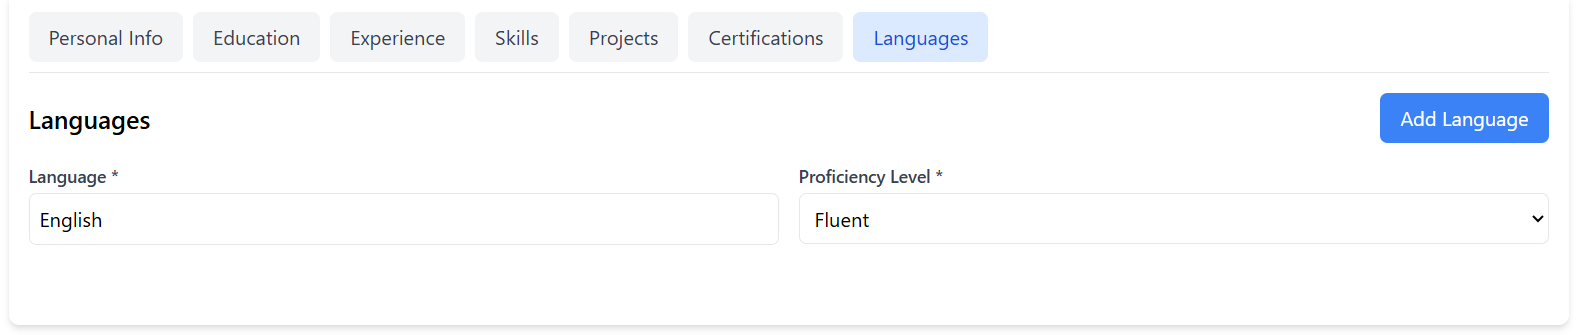 Personal Info Education Experience Skills Projects Certifications Languages
Languages Add Language
Language * Proficiency Level *
English Fluent